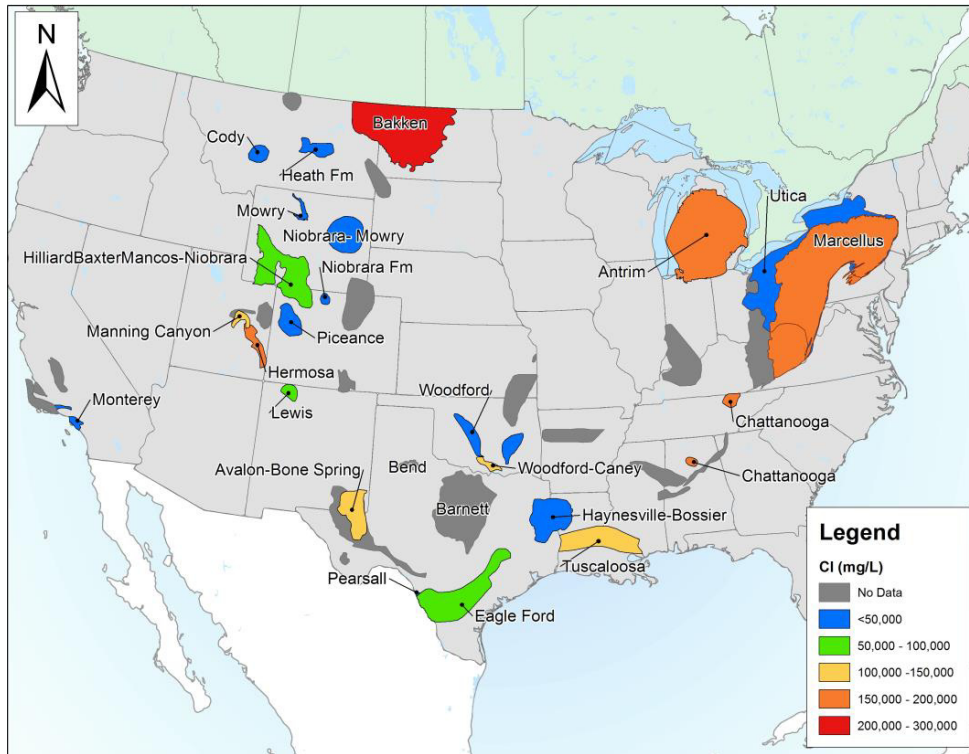 N
Bakken
Cody
Heath Fm
Mowry
Niobrara- Mowry
HilliardBaxterMancos-Niobrara
Niobrara Fm
Utica
Marcellus
Antrim
Manning Canyon
Piceance
Hermosa
Monterey
Lewis
Woodford
Chattanooga
Avalon-Bone Spring
Bend
Woodford-Caney
Chattanooga
Barnett
Haynesville-Bossier
Tuscaloosa
Pearsall
Eagle Ford
Legend
Cl (mg/L)
No Data
<50,000
50,000 - 100,000
100,000 -150,000
150,000 - 200,000
200,000 - 300,000